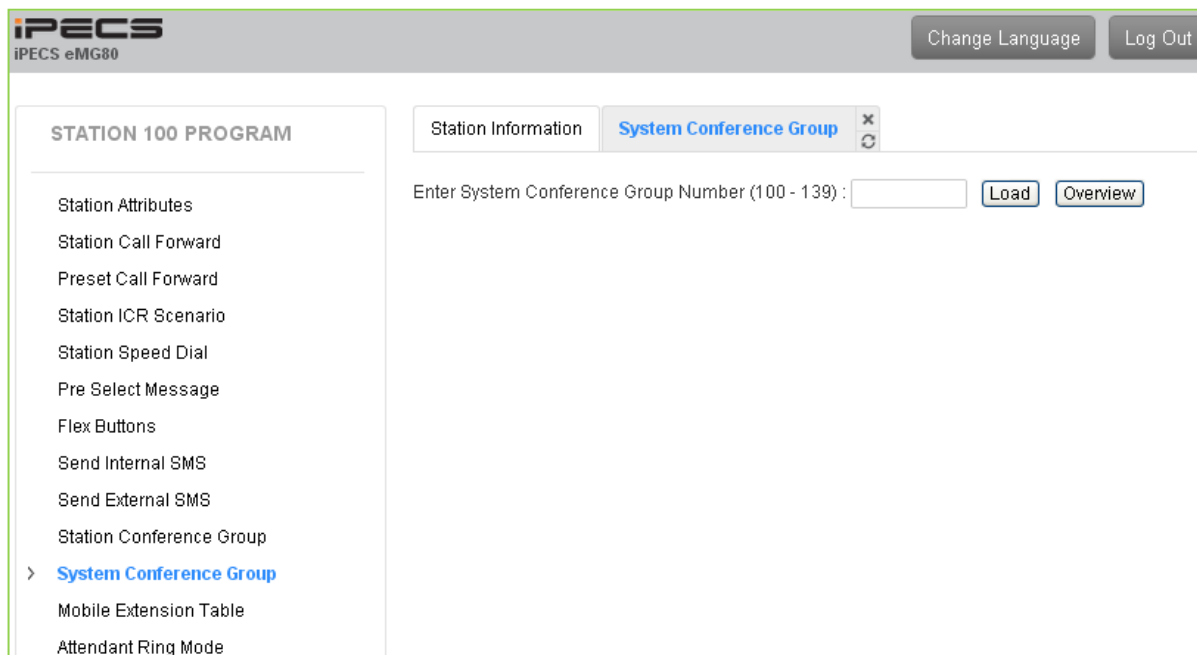 iPECS
iPECS eMG80
Change Language
Log Out
STATION 100 PROGRAM
Station Attributes
Station Call Forward
Preset Call Forward
Station ICR Scenario
Station Speed Dial
Pre Select Message
Flex Buttons
Send Internal SMS
Send External SMS
Station Conference Group
System Conference Group
Mobile Extension Table
Attendant Ring Mode
Station Information
System Conference Group
Enter System Conference Group Number (100 - 139) :
Load
Overview